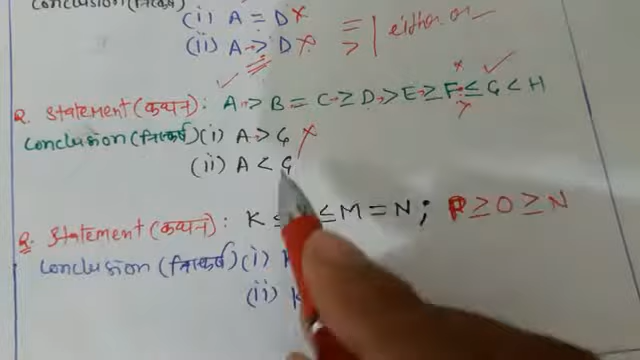 Conclusion(निष्कर्ष)
(i) A = D ×
(ii) A > D ×
= > | either or
Q. Statement(कथन): A > B = C ≥ D > E ≥ F ≤ G < H
Conclusion(निष्कर्ष)(i) A > G ×
(ii) A < G
Q. Statement(कथन): K ≤ M = N; P ≥ O ≥ N
Conclusion(निष्कर्ष)(i) K
(ii) K